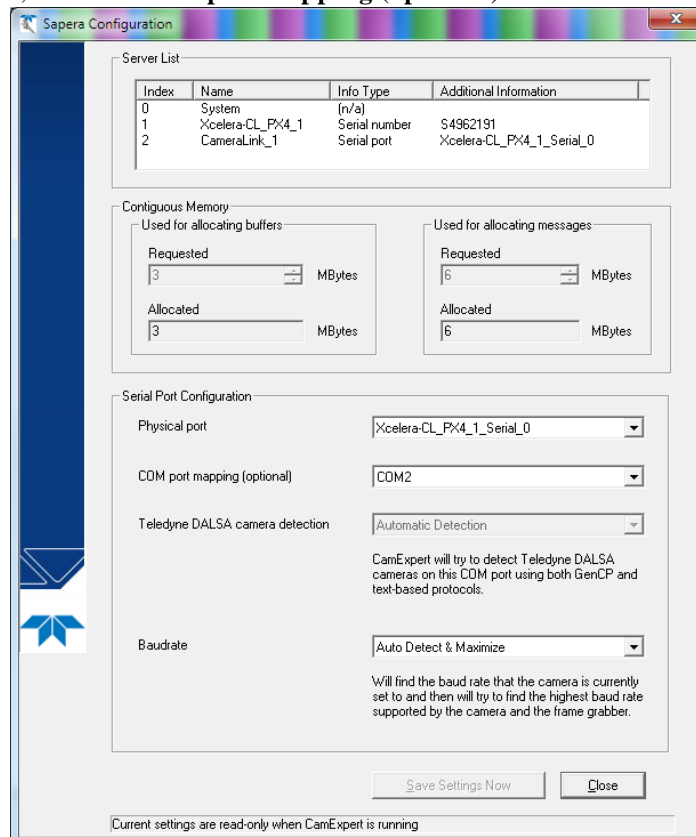 Sapera Configuration
Server List
Index Name Info Type Additional Information
0 System (n/a)
1 Xcelera-CL_PX4_1 Serial number S4962191
2 CameraLink_1 Serial port Xcelera-CL_PX4_1_Serial_0
Contiguous Memory
Used for allocating buffers Used for allocating messages
Requested Requested
3 MBytes 6 MBytes
Allocated Allocated
3 MBytes 6 MBytes
Serial Port Configuration
Physical port Xcelera-CL_PX4_1_Serial_0
COM port mapping (optional) COM2
Teledyne DALSA camera detection Automatic Detection
CamExpert will try to detect Teledyne DALSA
cameras on this COM port using both GenCP and
text-based protocols.
Baudrate Auto Detect & Maximize
Will find the baud rate that the camera is currently
set to and then will try to find the highest baud rate
supported by the camera and the frame grabber.
Save Settings Now Close
Current settings are read-only when CamExpert is running